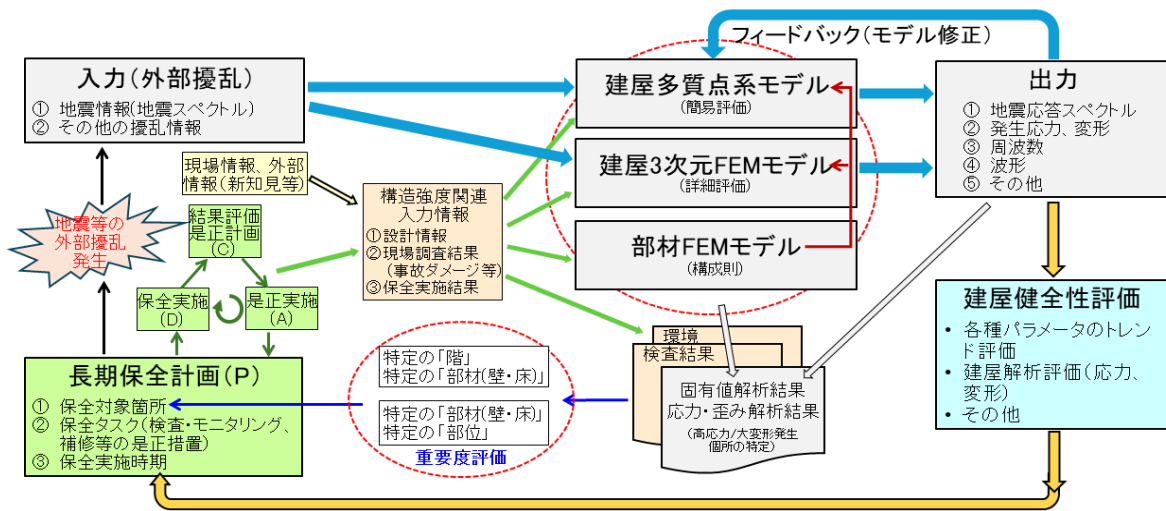 フィードバック(モデル修正)
入力(外部擾乱)
① 地震情報(地震スペクトル)
② その他の擾乱情報
建屋多質点系モデル
(簡易評価)
建屋3次元FEMモデル
(詳細評価)
部材FEMモデル
(構成則)
出力
① 地震応答スペクトル
② 発生応力、変形
③ 周波数
④ 波形
⑤ その他
現場情報、外部
情報(新知見等)
構造強度関連
入力情報
①設計情報
②現場調査結果
(事故ダメージ等)
③保全実施結果
地震等の
外部擾乱
発生
結果評価
是正計画
(C)
保全実施
(D)
是正実施
(A)
長期保全計画(P)
① 保全対象箇所
② 保全タスク(検査・モニタリング、
補修等の是正措置)
③ 保全実施時期
特定の「階」
特定の「部材(壁・床)」
特定の「部材(壁・床)」
特定の「部位」
重要度評価
環境
検査結果
固有値解析結果
応力・歪み解析結果
(高応力/大変形発生
個所の特定)
建屋健全性評価
• 各種パラメータのトレン
ド評価
• 建屋解析評価(応力、
変形)
• その他